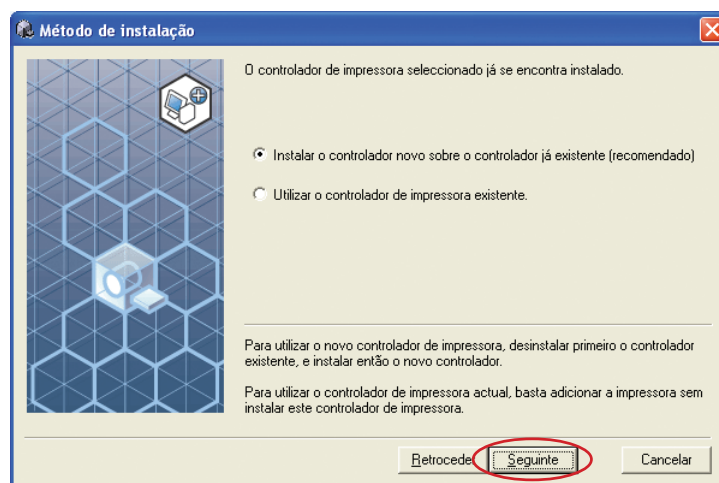 Método de instalação
O controlador de impressora seleccionado já se encontra instalado.
Instalar o controlador novo sobre o controlador já existente (recomendado)
Utilizar o controlador de impressora existente.
Para utilizar o novo controlador de impressora, desinstalar primeiro o controlador
existente, e instalar então o novo controlador.
Para utilizar o controlador de impressora actual, basta adicionar a impressora sem
instalar este controlador de impressora.
Retrocede
Seguinte
Cancelar